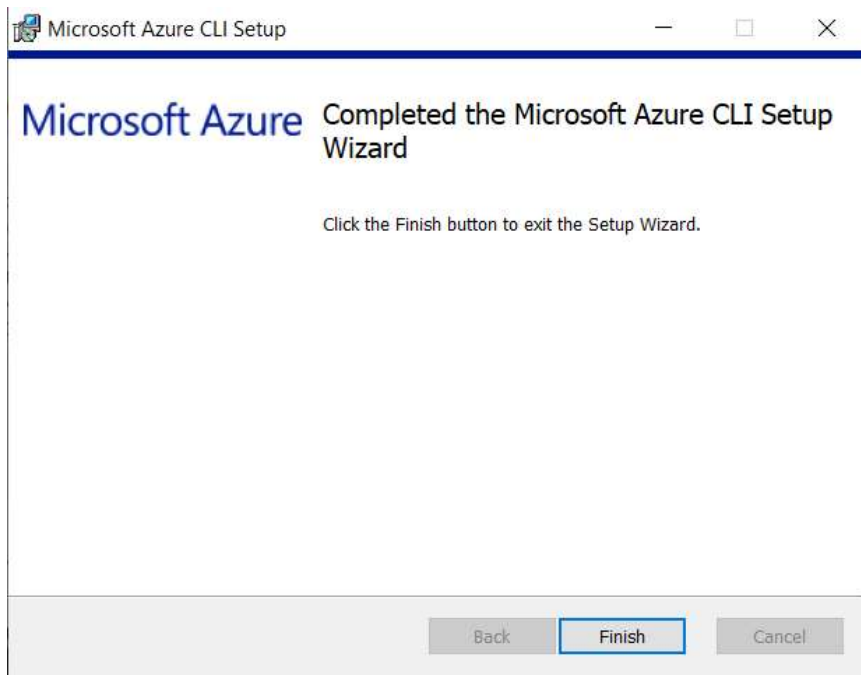 Microsoft Azure CLI Setup
Microsoft Azure
Completed the Microsoft Azure CLI Setup
Wizard
Click the Finish button to exit the Setup Wizard.
Back
Finish
Cancel